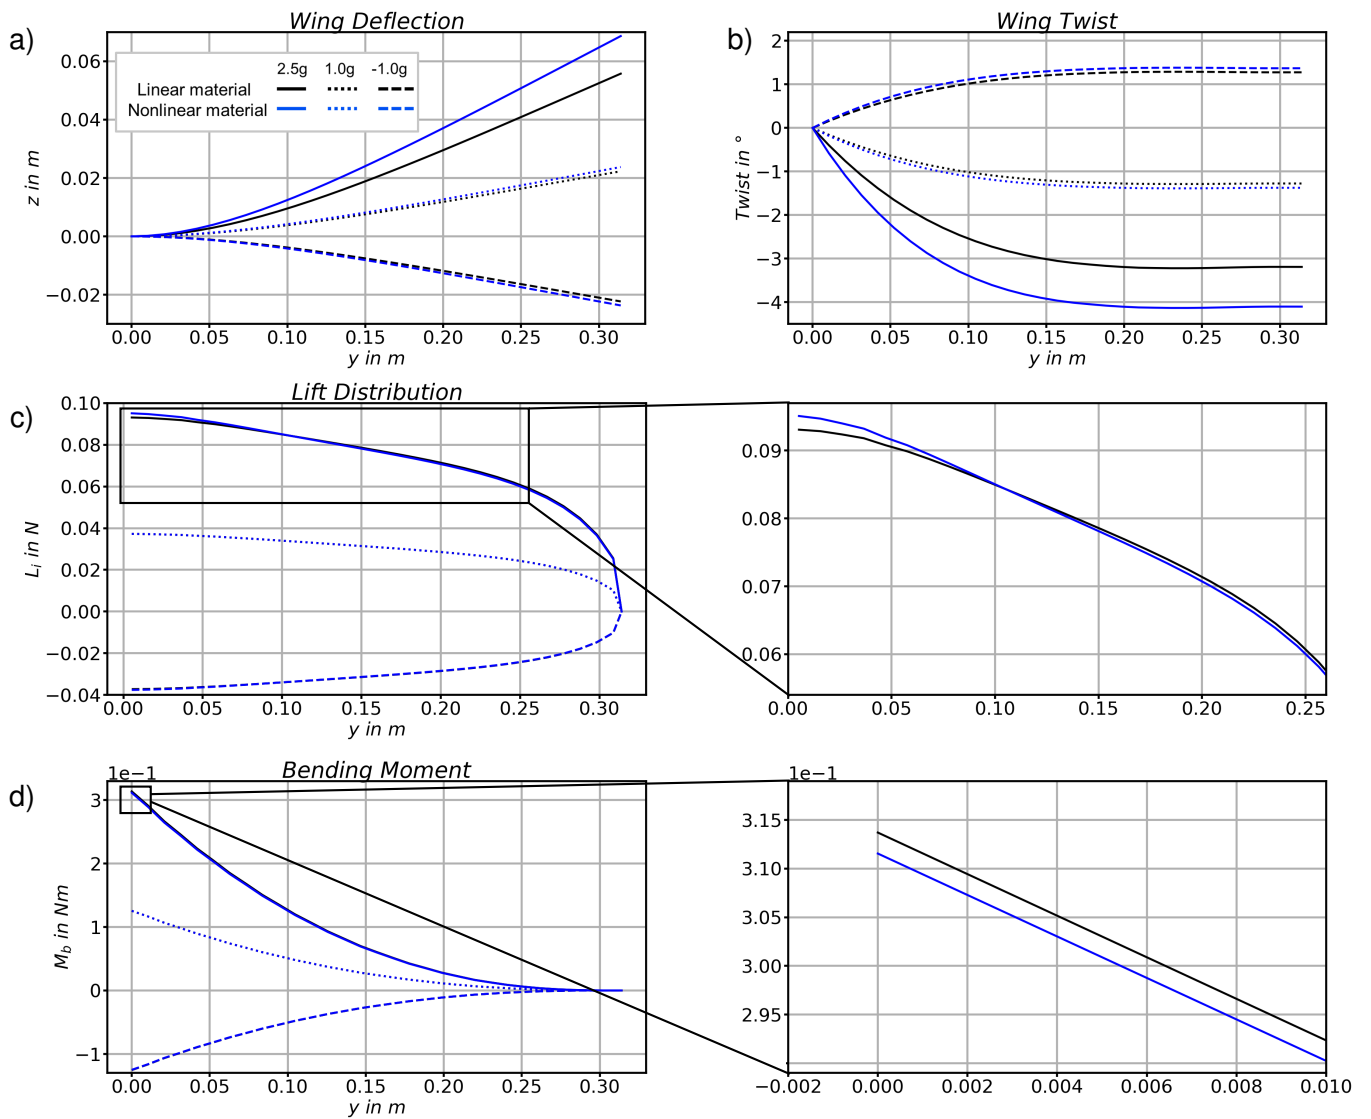 a)
Wing Deflection
z in m
0.06
0.04
0.02
0.00
−0.02
2.5g 1.0g -1.0g
Linear material
Nonlinear material
0.00 0.05 0.10 0.15 0.20 0.25 0.30
y in m
b)
Wing Twist
Twist in °
2
1
0
−1
−2
−3
−4
0.00 0.05 0.10 0.15 0.20 0.25 0.30
y in m
c)
Lift Distribution
L_i in N
0.10
0.08
0.06
0.04
0.02
0.00
−0.02
−0.04
0.00 0.05 0.10 0.15 0.20 0.25 0.30
y in m
0.09
0.08
0.07
0.06
0.00 0.05 0.10 0.15 0.20 0.25
d)
Bending Moment
1e−1
M_b in Nm
3
2
1
0
−1
0.00 0.05 0.10 0.15 0.20 0.25 0.30
y in m
1e−1
3.15
3.10
3.05
3.00
2.95
−0.002 0.000 0.002 0.004 0.006 0.008 0.010